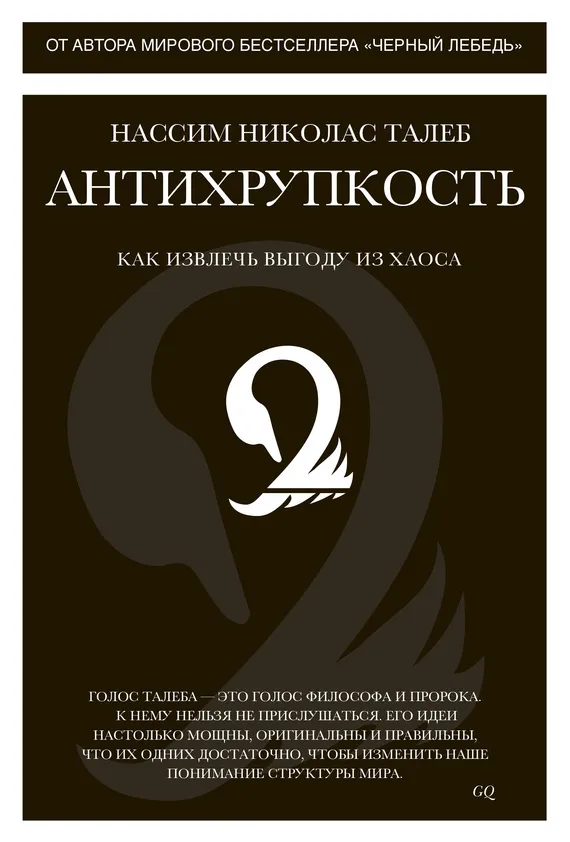 ОТ АВТОРА МИРОВОГО БЕСТСЕЛЛЕРА «ЧЕРНЫЙ ЛЕБЕДЬ»
НАССИМ НИКОЛАС ТАЛЕБ
АНТИХРУПКОСТЬ
КАК ИЗВЛЕЧЬ ВЫГОДУ ИЗ ХАОСА
ГОЛОС ТАЛЕБА — ЭТО ГОЛОС ФИЛОСОФА И ПРОРОКА.
К НЕМУ НЕЛЬЗЯ НЕ ПРИСЛУШАТЬСЯ. ЕГО ИДЕИ
НАСТОЛЬКО МОЩНЫ, ОРИГИНАЛЬНЫ И ПРАВИЛЬНЫ,
ЧТО ИХ ОДНИХ ДОСТАТОЧНО, ЧТОБЫ ИЗМЕНИТЬ НАШЕ
ПОНИМАНИЕ СТРУКТУРЫ МИРА.
GQ